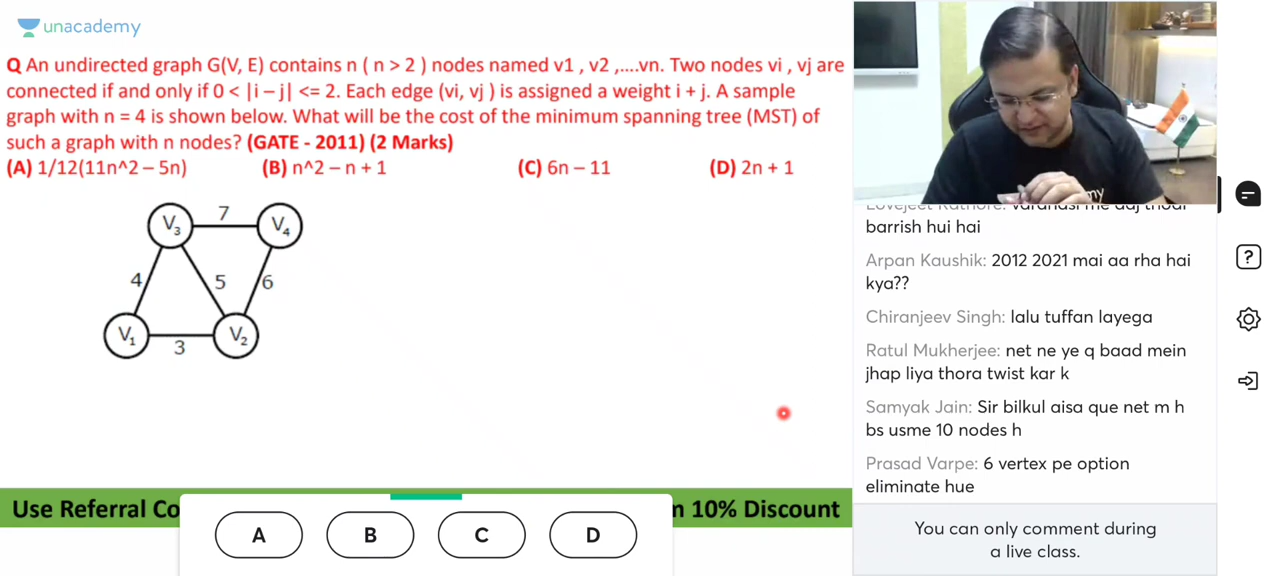 unacademy
Q An undirected graph G(V, E) contains n ( n > 2 ) nodes named v1 , v2 ,....vn. Two nodes vi , vj are
connected if and only if 0 < |i – j| <= 2. Each edge (vi, vj ) is assigned a weight i + j. A sample
graph with n = 4 is shown below. What will be the cost of the minimum spanning tree (MST) of
such a graph with n nodes? (GATE - 2011) (2 Marks)
(A) 1/12(11n^2 – 5n) (B) n^2 – n + 1 (C) 6n – 11 (D) 2n + 1
V3 7 V4
4 5 6
V1 3 V2
Use Referral Co
n 10% Discount
A B C D
my
barrish hui hai
Arpan Kaushik: 2012 2021 mai aa rha hai
kya??
Chiranjeev Singh: lalu tuffan layega
Ratul Mukherjee: net ne ye q baad mein
jhap liya thora twist kar k
Samyak Jain: Sir bilkul aisa que net m h
bs usme 10 nodes h
Prasad Varpe: 6 vertex pe option
eliminate hue
You can only comment during
a live class.
?